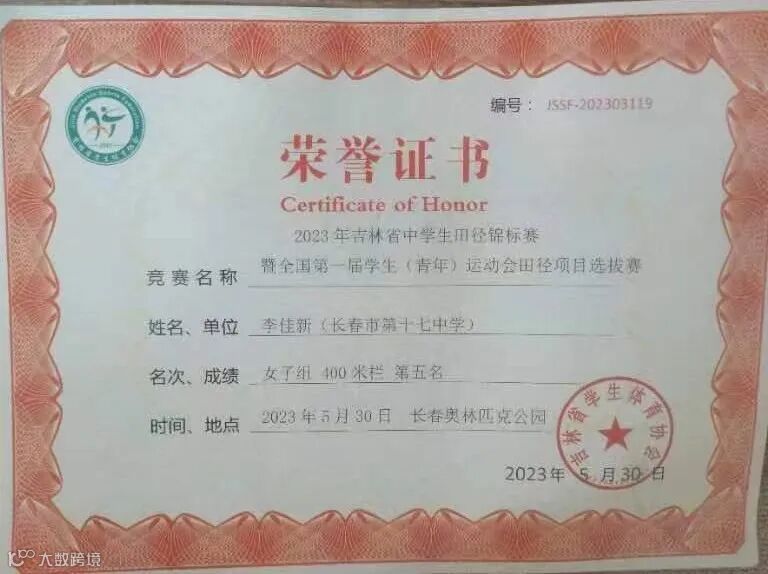 编号： JSSF-202303119
荣誉证书
Certificate of Honor
2023年吉林省中学生田径锦标赛
竞赛名称 暨全国第一届学生（青年）运动会田径项目选拔赛
姓名、单位 李佳新（长春市第十七中学）
名次、成绩 女子组 400米栏 第五名
时间、地点 2023年5月30日 长春奥林匹克公园
吉林省学生体育协会
2023年 5 月30 日
大数跨境